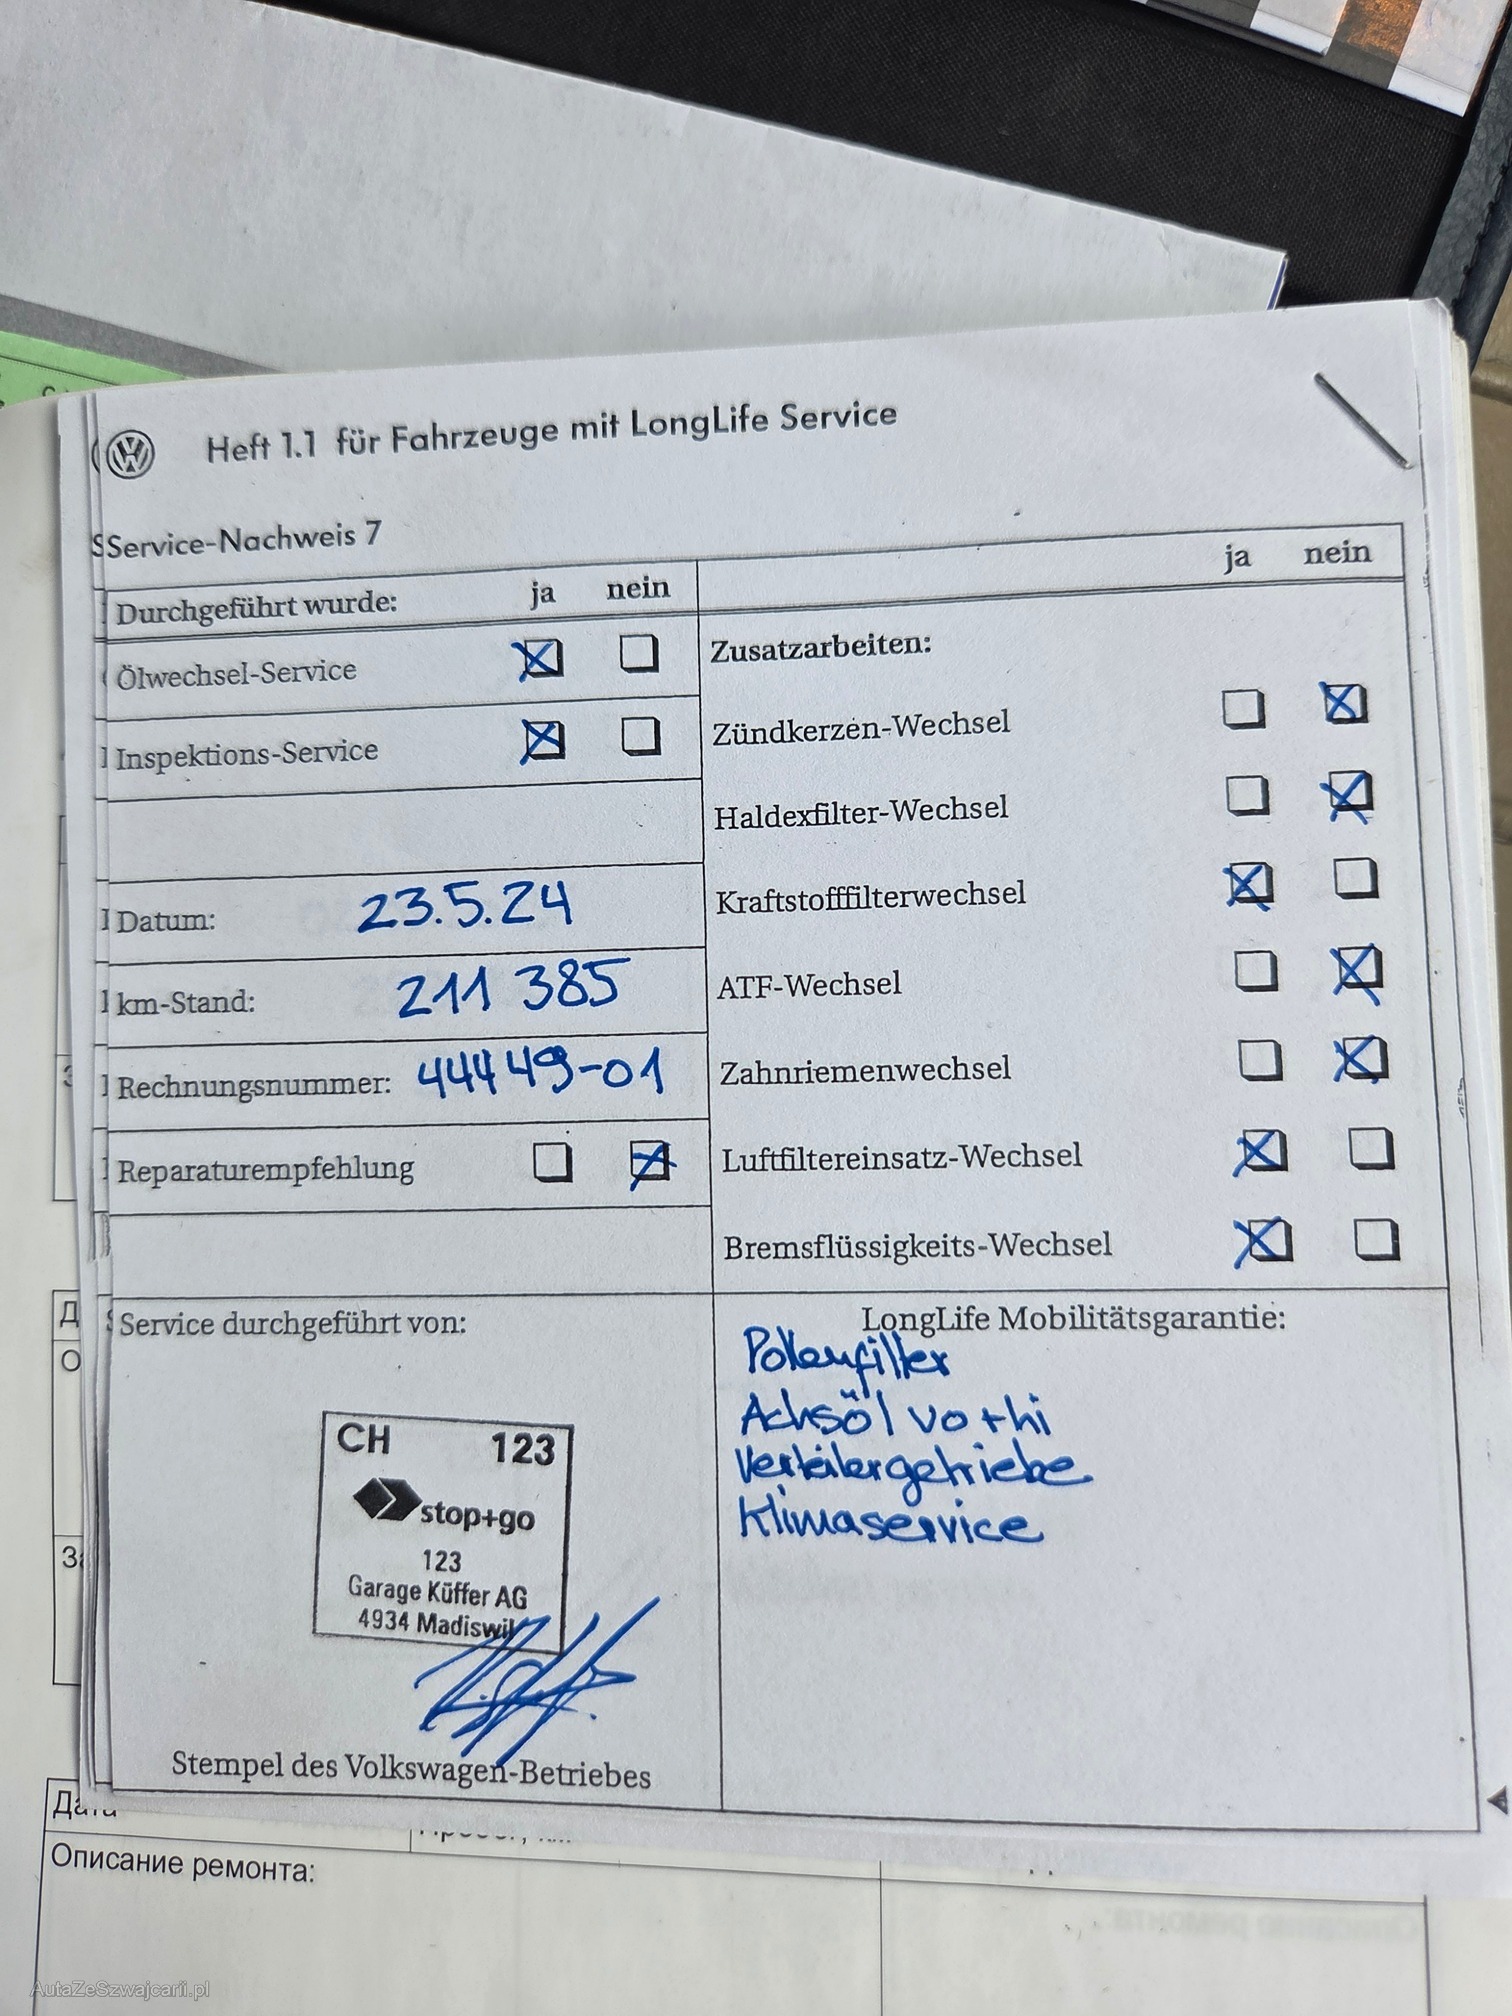 Heft 1.1 für Fahrzeuge mit LongLife Service
Service-Nachweis 7
Durchgeführt wurde: ja nein
Ölwechsel-Service
Inspektions-Service
Datum: 23.5.24
km-Stand: 211 385
Rechnungsnummer: 44449-01
Reparaturempfehlung
ja nein
Zusatzarbeiten:
Zündkerzen-Wechsel
Haldexfilter-Wechsel
Kraftstofffilterwechsel
ATF-Wechsel
Zahnriemenwechsel
Luftfiltereinsatz-Wechsel
Bremsflüssigkeits-Wechsel
Service durchgeführt von:
CH 123
stop+go
123
Garage Küffer AG
4934 Madiswil
Stempel des Volkswagen-Betriebes
LongLife Mobilitätsgarantie:
Pollenfilter
Achsöl vo + hi
Verteilergetriebe
Klimaservice
Дата
Описание ремонта:
AutaZeSzwajcarii.pl